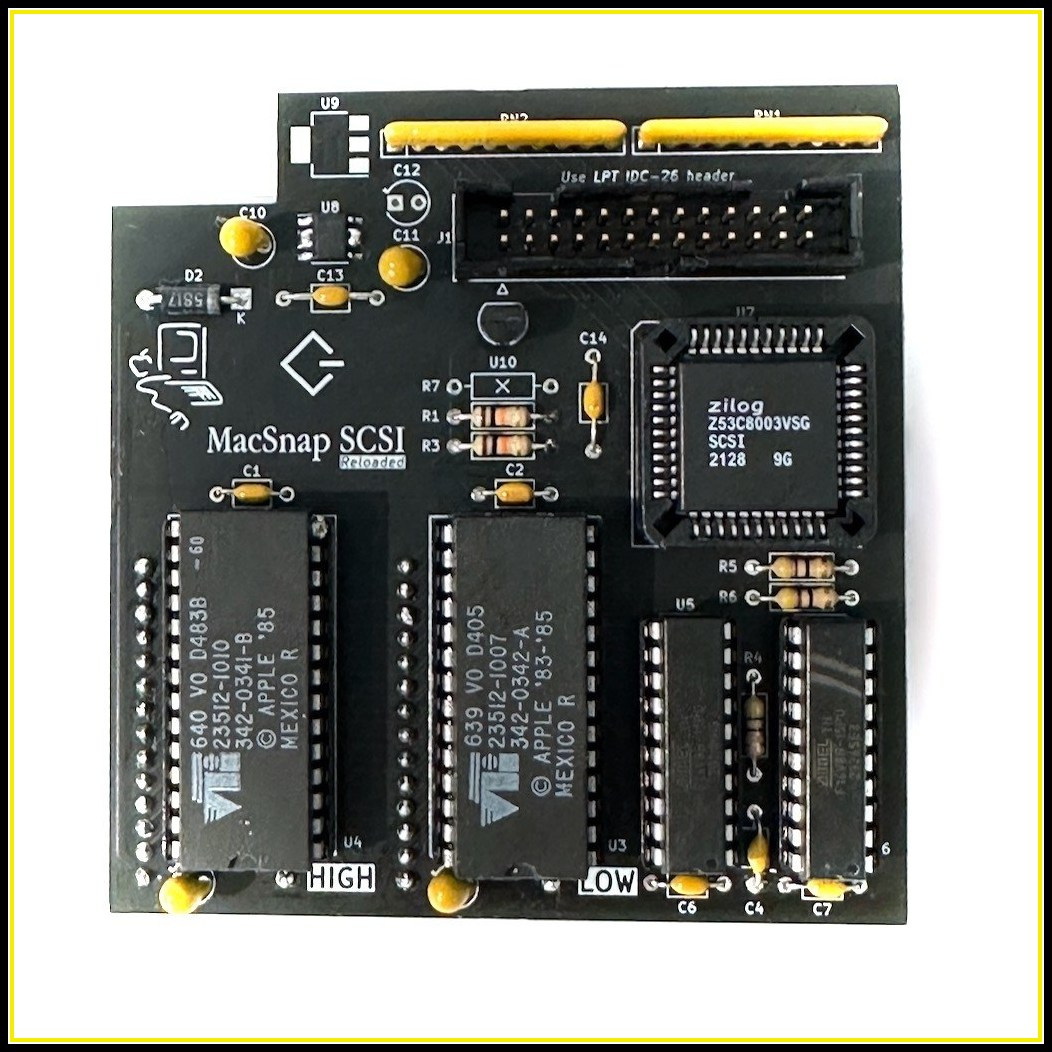 U9
RN2
RN1
C12
Use LPT IDC-26 header
C10
U8
C11
J1
D2
C13
5817
K
U7
C14
U10
R7
X
R1
R3
zilog
Z53C8003VSG
SCSI
2128 9G
MacSnap SCSI
Reloaded
C1
C2
R5
R6
U5
R4
640 VO D483B -60
23512-1010
342-0341-B
© APPLE '85
MEXICO R
639 VO D405
23512-1007
342-0342-A
© APPLE '83-'85
MEXICO R
ATMEL
U4
U3
6
HIGH
LOW
C6
C4
C7